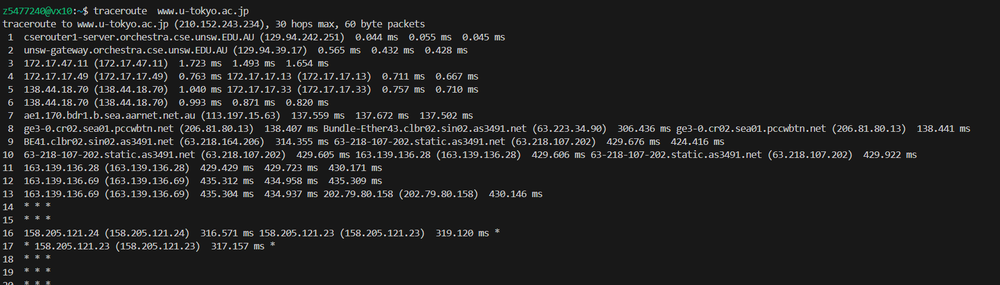 z5477240@vx10:~$ traceroute  www.u-tokyo.ac.jp
traceroute to www.u-tokyo.ac.jp (210.152.243.234), 30 hops max, 60 byte packets
 1  cserouter1-server.orchestra.cse.unsw.EDU.AU (129.94.242.251)  0.044 ms  0.055 ms  0.045 ms
 2  unsw-gateway.orchestra.cse.unsw.EDU.AU (129.94.39.17)  0.565 ms  0.432 ms  0.428 ms
 3  172.17.47.11 (172.17.47.11)  1.723 ms  1.493 ms  1.654 ms
 4  172.17.17.49 (172.17.17.49)  0.763 ms 172.17.17.13 (172.17.17.13)  0.711 ms  0.667 ms
 5  138.44.18.70 (138.44.18.70)  1.040 ms 172.17.17.33 (172.17.17.33)  0.757 ms  0.710 ms
 6  138.44.18.70 (138.44.18.70)  0.993 ms  0.871 ms  0.820 ms
 7  ae1.170.bdr1.b.sea.aarnet.net.au (113.197.15.63)  137.559 ms  137.672 ms  137.502 ms
 8  ge3-0.cr02.sea01.pccwbtn.net (206.81.80.13)  138.407 ms Bundle-Ether43.clbr02.sin02.as3491.net (63.223.34.90)  306.436 ms ge3-0.cr02.sea01.pccwbtn.net (206.81.80.13)  138.441 ms
 9  BE41.clbr02.sin02.as3491.net (63.218.164.206)  314.355 ms 63-218-107-202.static.as3491.net (63.218.107.202)  429.676 ms  424.416 ms
10  63-218-107-202.static.as3491.net (63.218.107.202)  429.605 ms 163.139.136.28 (163.139.136.28)  429.606 ms 63-218-107-202.static.as3491.net (63.218.107.202)  429.922 ms
11  163.139.136.28 (163.139.136.28)  429.429 ms  429.723 ms  430.171 ms
12  163.139.136.69 (163.139.136.69)  435.312 ms  434.958 ms  435.309 ms
13  163.139.136.69 (163.139.136.69)  435.304 ms  434.937 ms 202.79.80.158 (202.79.80.158)  430.146 ms
14  * * *
15  * * *
16  158.205.121.24 (158.205.121.24)  316.571 ms 158.205.121.23 (158.205.121.23)  319.120 ms *
17  * 158.205.121.23 (158.205.121.23)  317.157 ms *
18  * * *
19  * * *
20  * * *